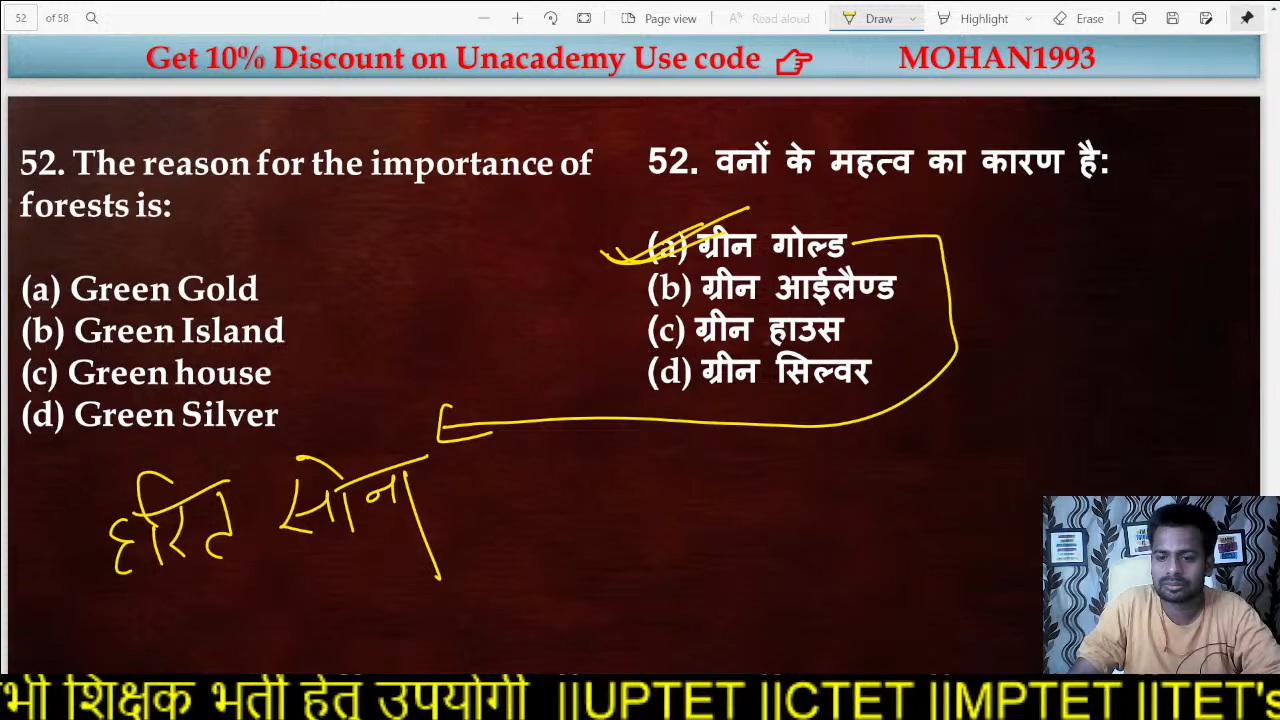 52 of 58 Page view Read aloud Draw Highlight Erase
Get 10% Discount on Unacademy Use code MOHAN1993
52. The reason for the importance of
forests is:
(a) Green Gold
(b) Green Island
(c) Green house
(d) Green Silver
52. वनों के महत्व का कारण है:
(a) ग्रीन गोल्ड
(b) ग्रीन आईलैण्ड
(c) ग्रीन हाउस
(d) ग्रीन सिल्वर
हरित सोना
भी शिक्षक भर्ती हेतु उपयोगी ||UPTET ||CTET ||MPTET ||TET's